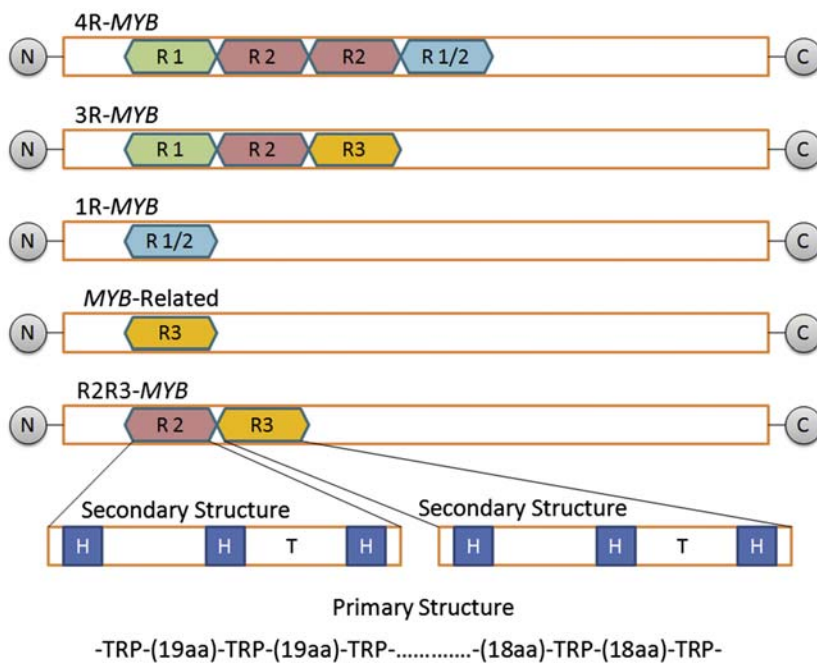 4R-MYB
N R 1 R 2 R2 R 1/2 C
3R-MYB
N R 1 R 2 R3 C
1R-MYB
N R 1/2 C
MYB-Related
N R3 C
R2R3-MYB
N R 2 R3 C
Secondary Structure Secondary Structure
H H T H H H T H
Primary Structure
-TRP-(19aa)-TRP-(19aa)-TRP-.............-(18aa)-TRP-(18aa)-TRP-